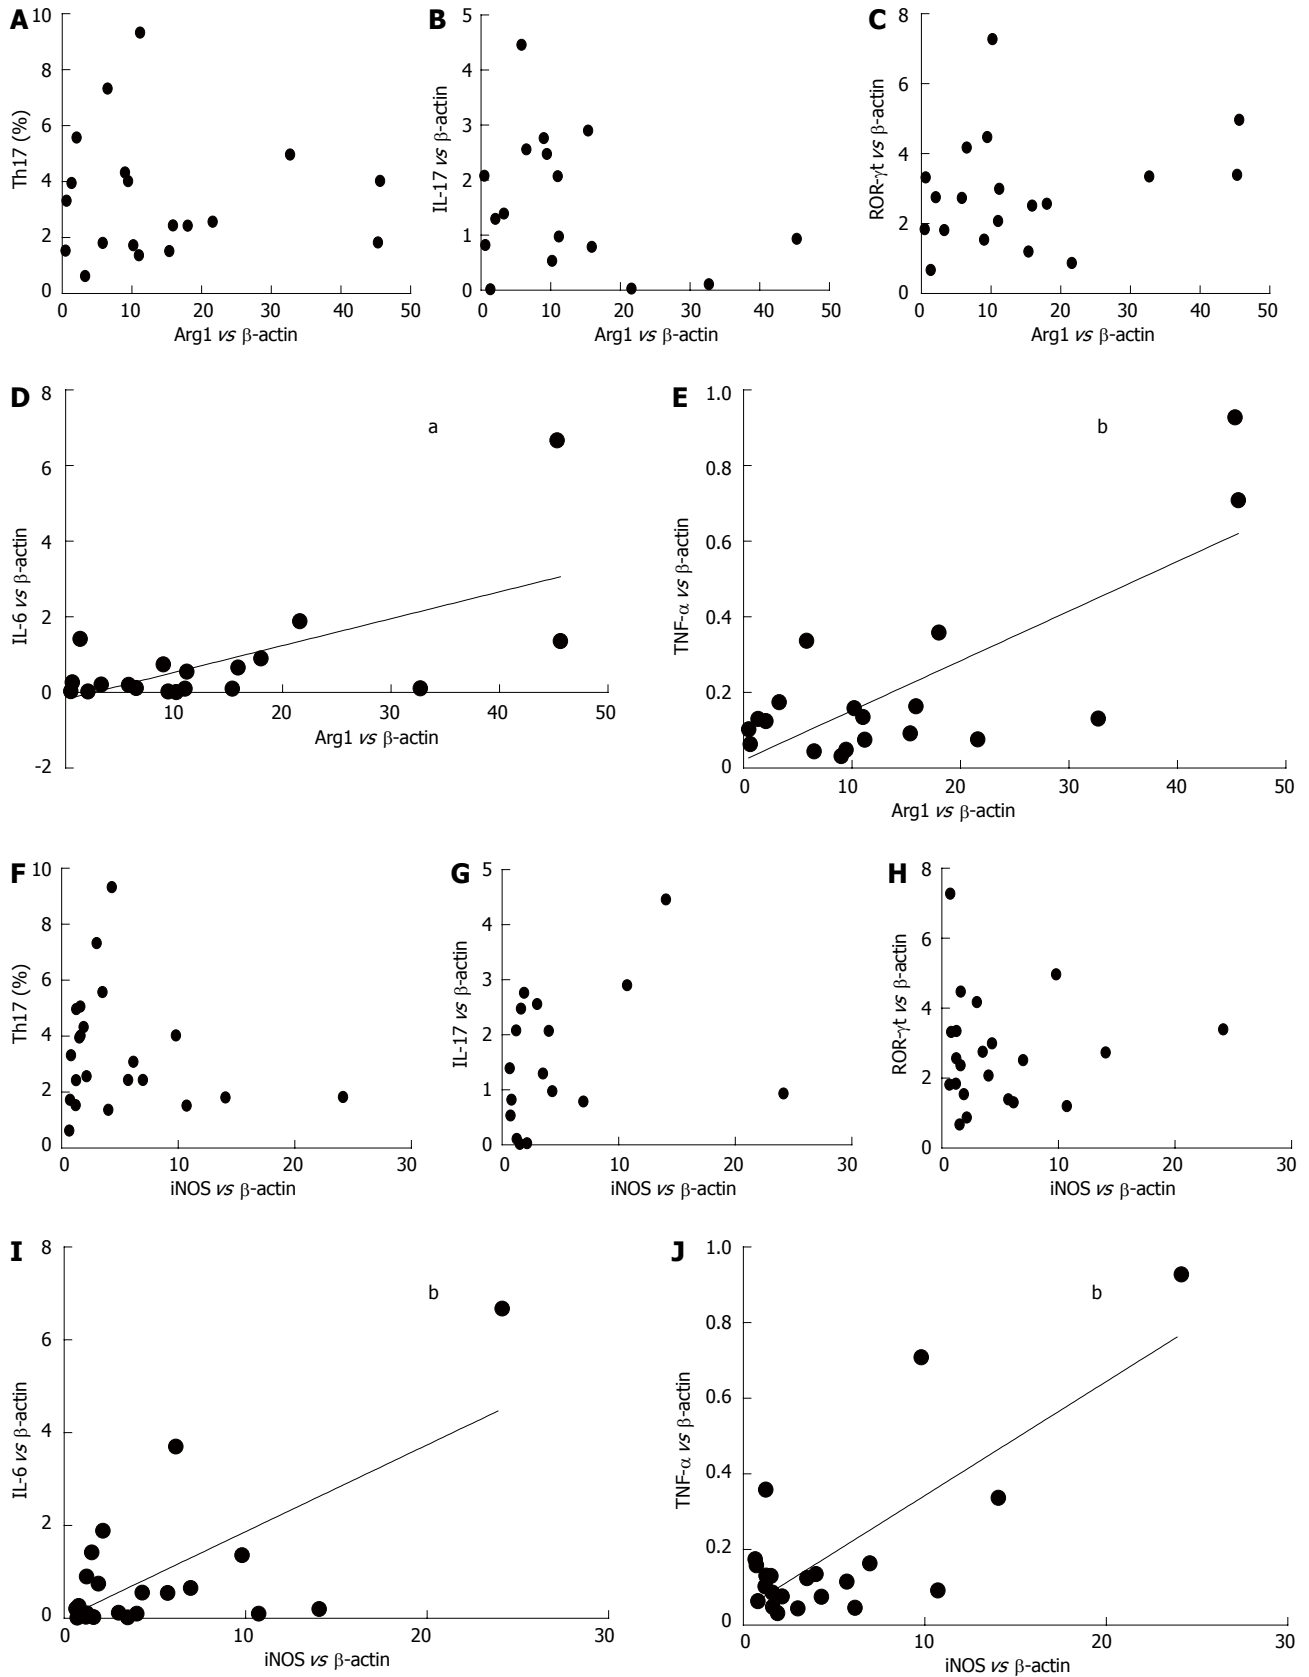 A
Th17 (%)
10
8
6
4
2
0
0 10 20 30 40 50
Arg1 vs β-actin
B
IL-17 vs β-actin
5
4
3
2
1
0
0 10 20 30 40 50
Arg1 vs β-actin
C
ROR-γt vs β-actin
8
6
4
2
0
0 10 20 30 40 50
Arg1 vs β-actin
D
IL-6 vs β-actin
8
6
4
2
0
-2
a
10 20 30 40 50
Arg1 vs β-actin
E
TNF-α vs β-actin
1.0
0.8
0.6
0.4
0.2
0
b
0 10 20 30 40 50
Arg1 vs β-actin
F
Th17 (%)
10
8
6
4
2
0
0 10 20 30
iNOS vs β-actin
G
IL-17 vs β-actin
5
4
3
2
1
0
0 10 20 30
iNOS vs β-actin
H
ROR-γt vs β-actin
8
6
4
2
0
0 10 20 30
iNOS vs β-actin
I
IL-6 vs β-actin
8
6
4
2
0
b
0 10 20 30
iNOS vs β-actin
J
TNF-α vs β-actin
1.0
0.8
0.6
0.4
0.2
0
b
0 10 20 30
iNOS vs β-actin